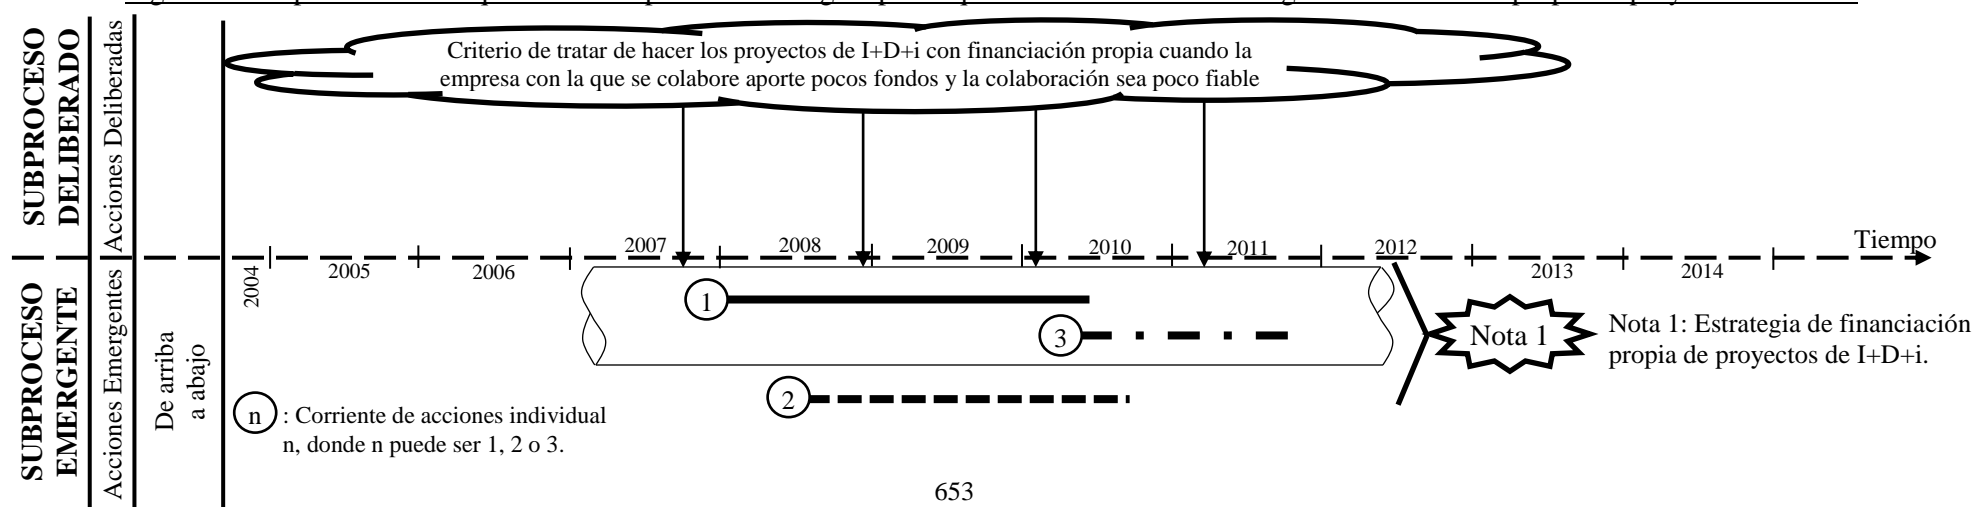 Criterio de tratar de hacer los proyectos de I+D+i con financiación propia cuando la
empresa con la que se colabore aporte pocos fondos y la colaboración sea poco fiable
SUBPROCESO
DELIBERADO
Acciones Deliberadas
Tiempo
2004
2005
2006
2007
2008
2009
2010
2011
2012
2013
2014
SUBPROCESO
EMERGENTE
Acciones Emergentes
De arriba
a abajo
1
3
2
Nota 1
Nota 1: Estrategia de financiación
propia de proyectos de I+D+i.
n : Corriente de acciones individual
n, donde n puede ser 1, 2 o 3.
653